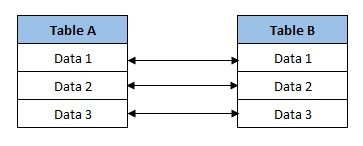 Table A
Data 1
Data 2
Data 3
Table B
Data 1
Data 2
Data 3